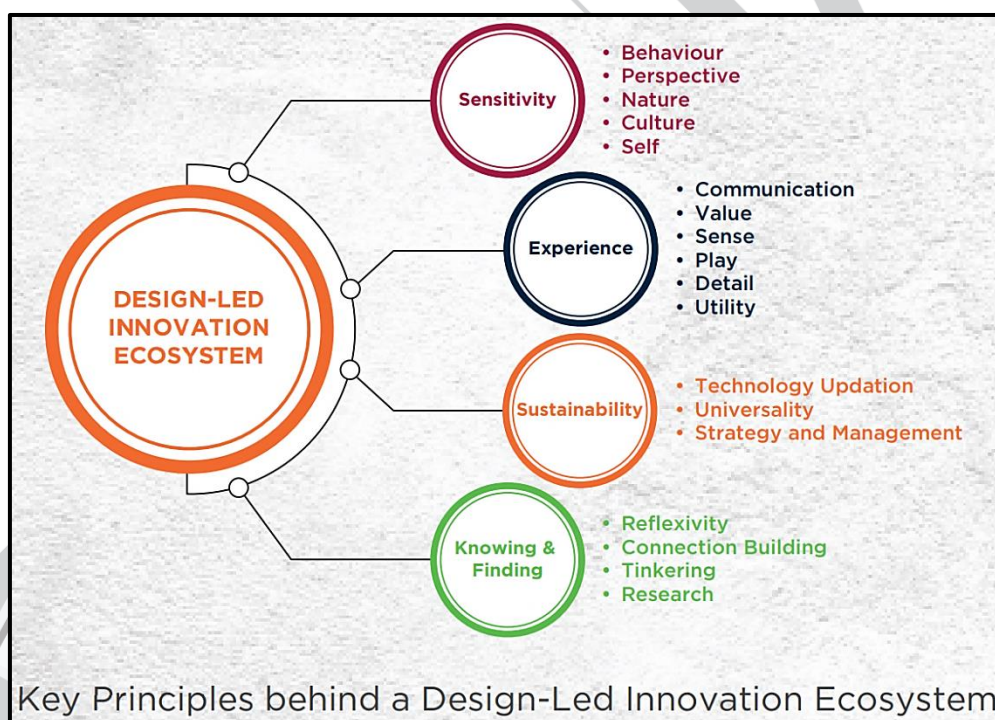 DESIGN-LED
INNOVATION
ECOSYSTEM
Sensitivity
• Behaviour
• Perspective
• Nature
• Culture
• Self
Experience
• Communication
• Value
• Sense
• Play
• Detail
• Utility
Sustainability
• Technology Updation
• Universality
• Strategy and Management
Knowing &
Finding
• Reflexivity
• Connection Building
• Tinkering
• Research
Key Principles behind a Design-Led Innovation Ecosystem